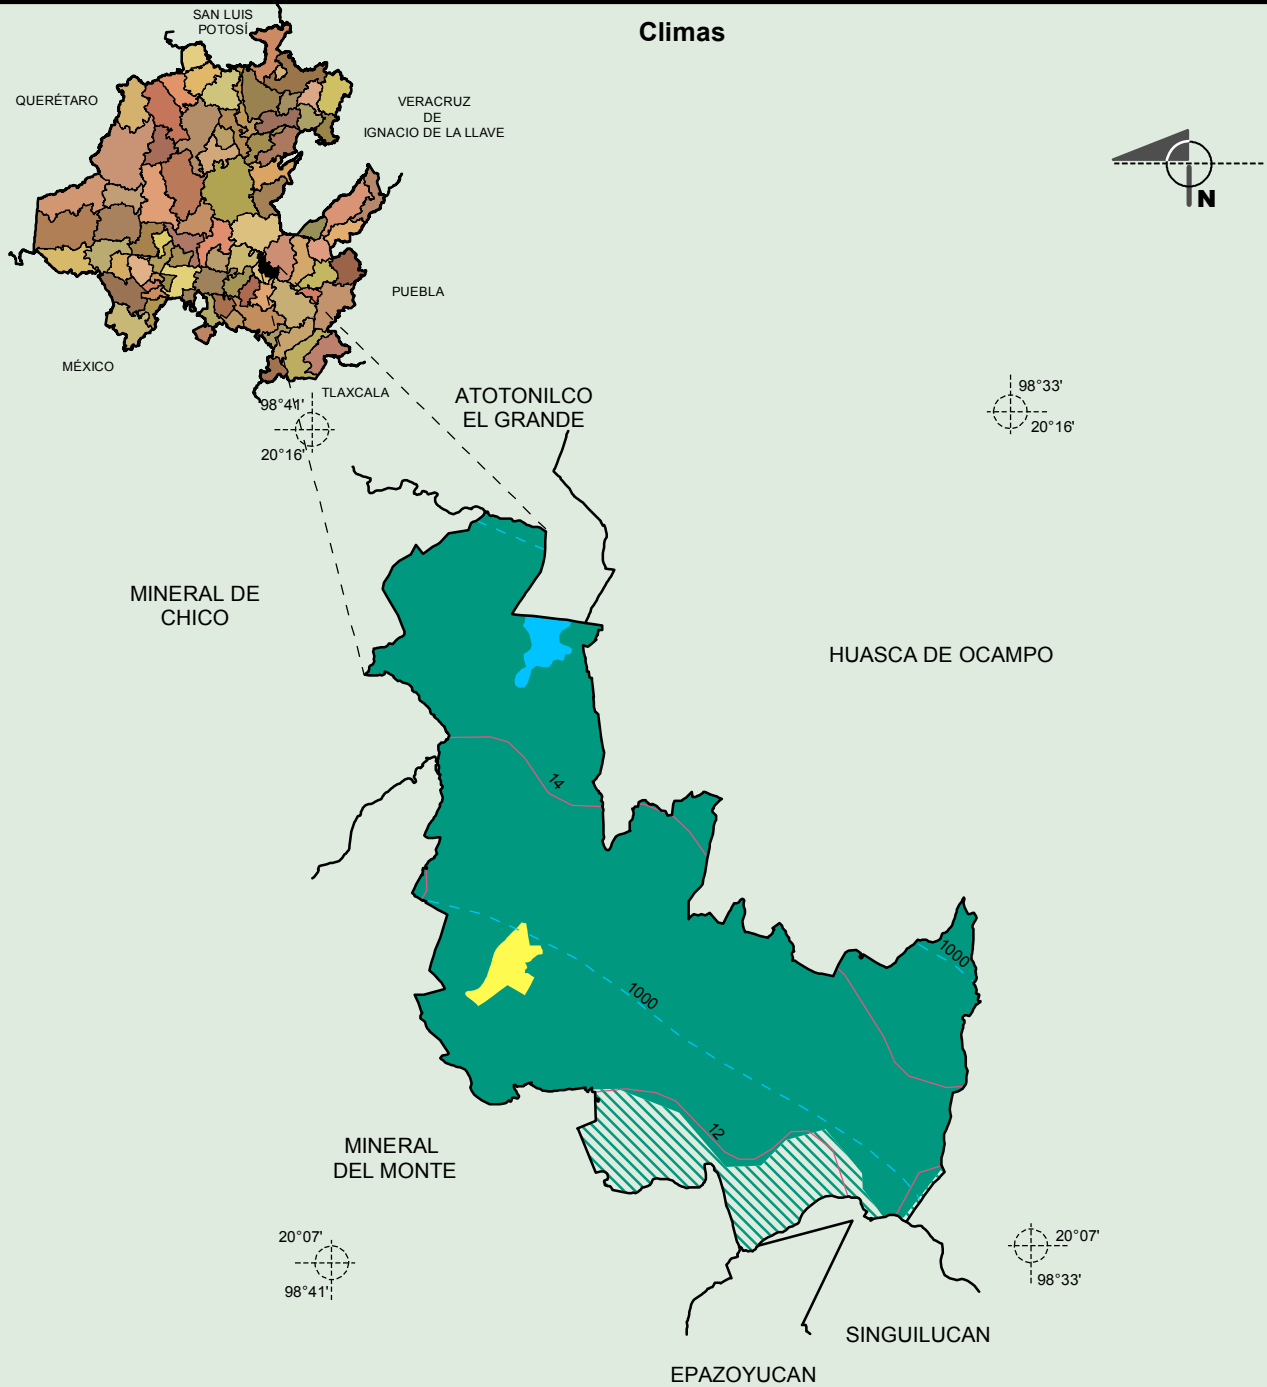 Climas
SAN LUIS
POTOSÍ
QUERÉTARO
VERACRUZ
DE
IGNACIO DE LA LLAVE
N
PUEBLA
MÉXICO
TLAXCALA
98°41'
20°16'
98°33'
20°16'
ATOTONILCO
EL GRANDE
MINERAL DE
CHICO
HUASCA DE OCAMPO
14
1000
1000
12
MINERAL
DEL MONTE
20°07'
98°41'
20°07'
98°33'
SINGUILUCAN
EPAZOYUCAN